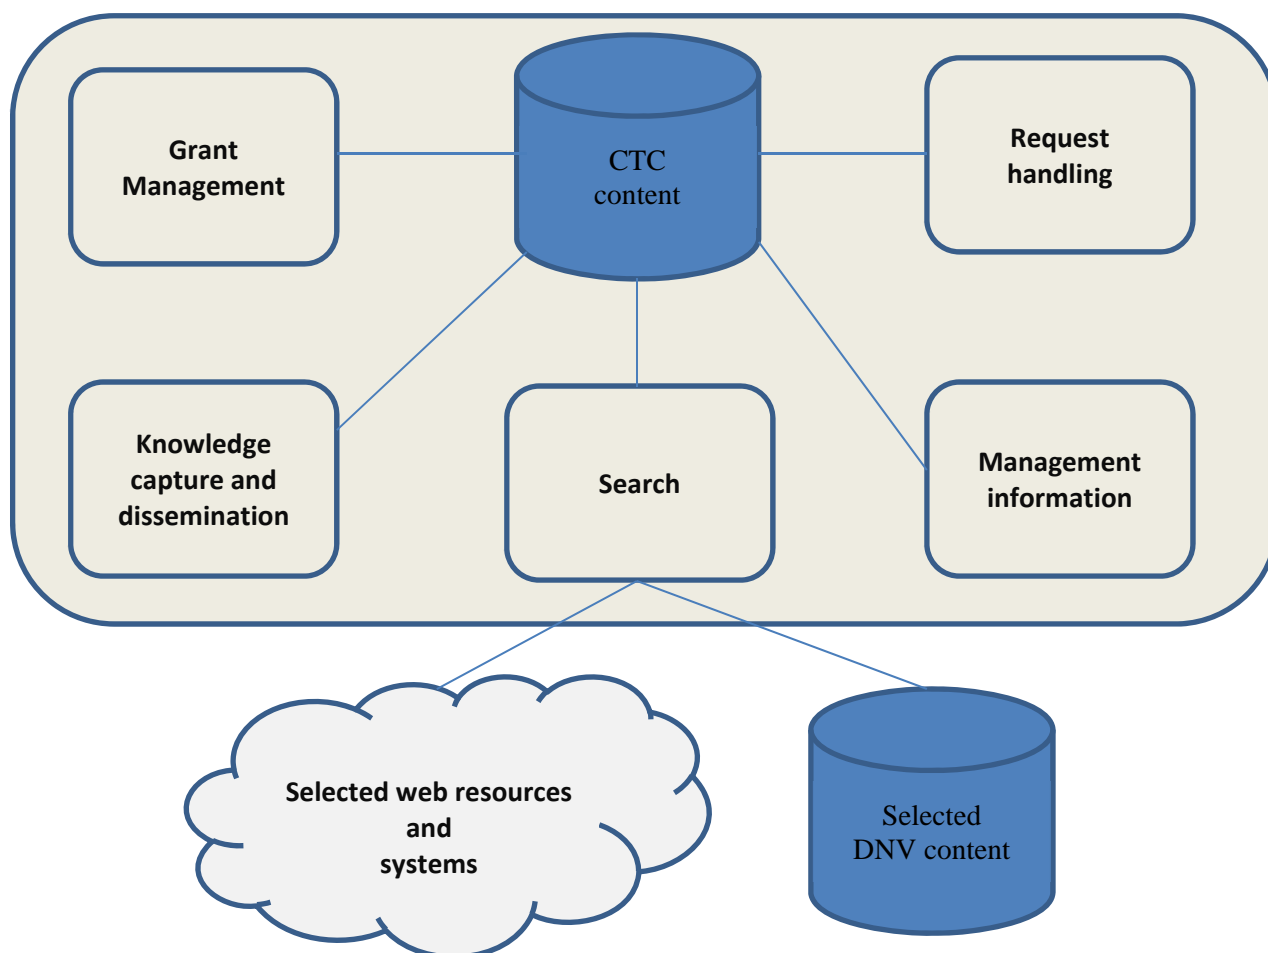 Grant
Management
CTC
content
Request
handling
Knowledge
capture and
dissemination
Search
Management
information
Selected web resources
and
systems
Selected
DNV content